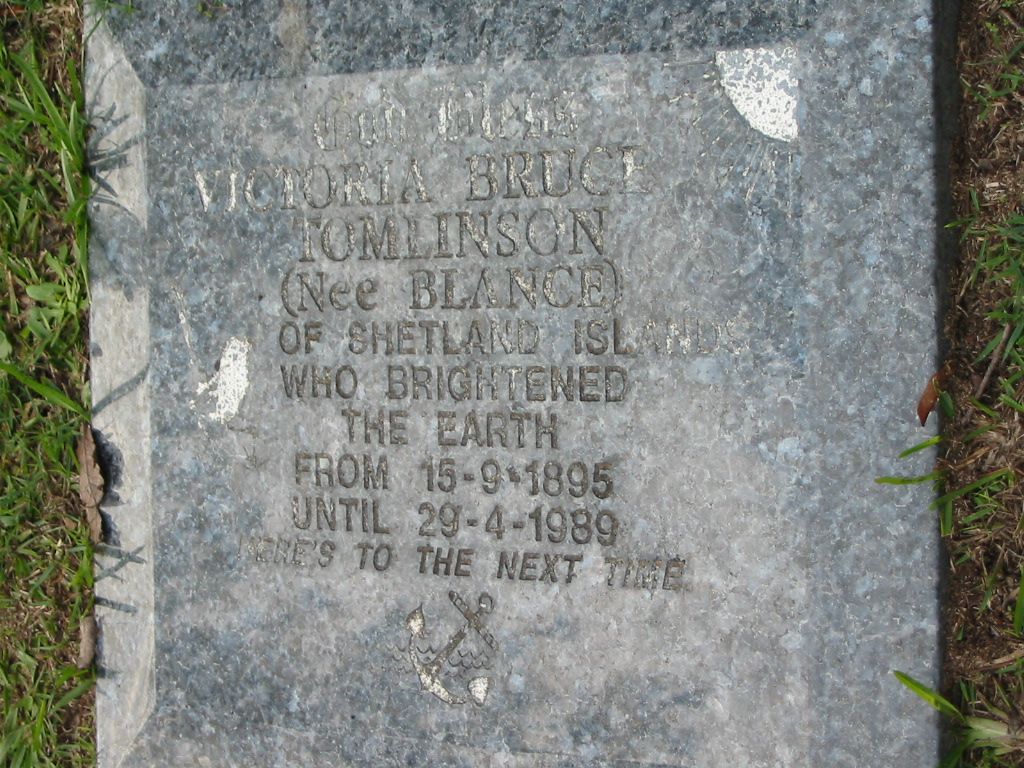 God Bless
VICTORIA BRUCE
TOMLINSON
(Nee BLANCE)
OF SHETLAND ISLANDS
WHO BRIGHTENED
THE EARTH
FROM 15-9-1895
UNTIL 29-4-1989
HERE'S TO THE NEXT TIME